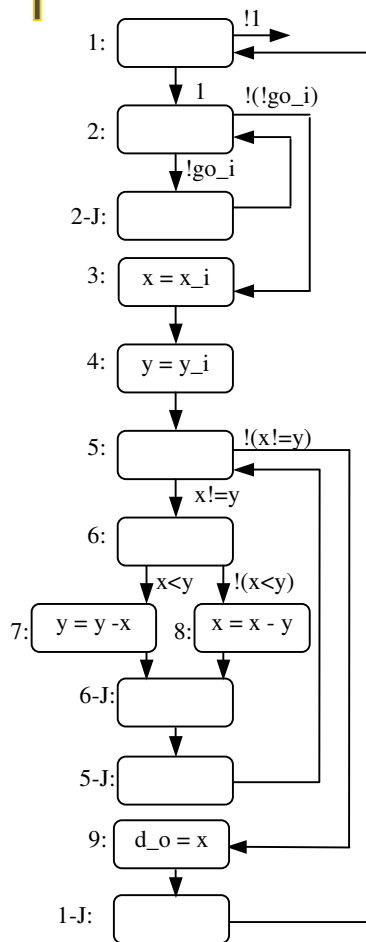 !1
1:
1
!(!go_i)
2:
!go_i
2-J:
3:
x = x_i
4:
y = y_i
5:
!(x!=y)
x!=y
6:
x<y
!(x<y)
7:
y = y -x
8:
x = x - y
6-J:
5-J:
9:
d_o = x
1-J: